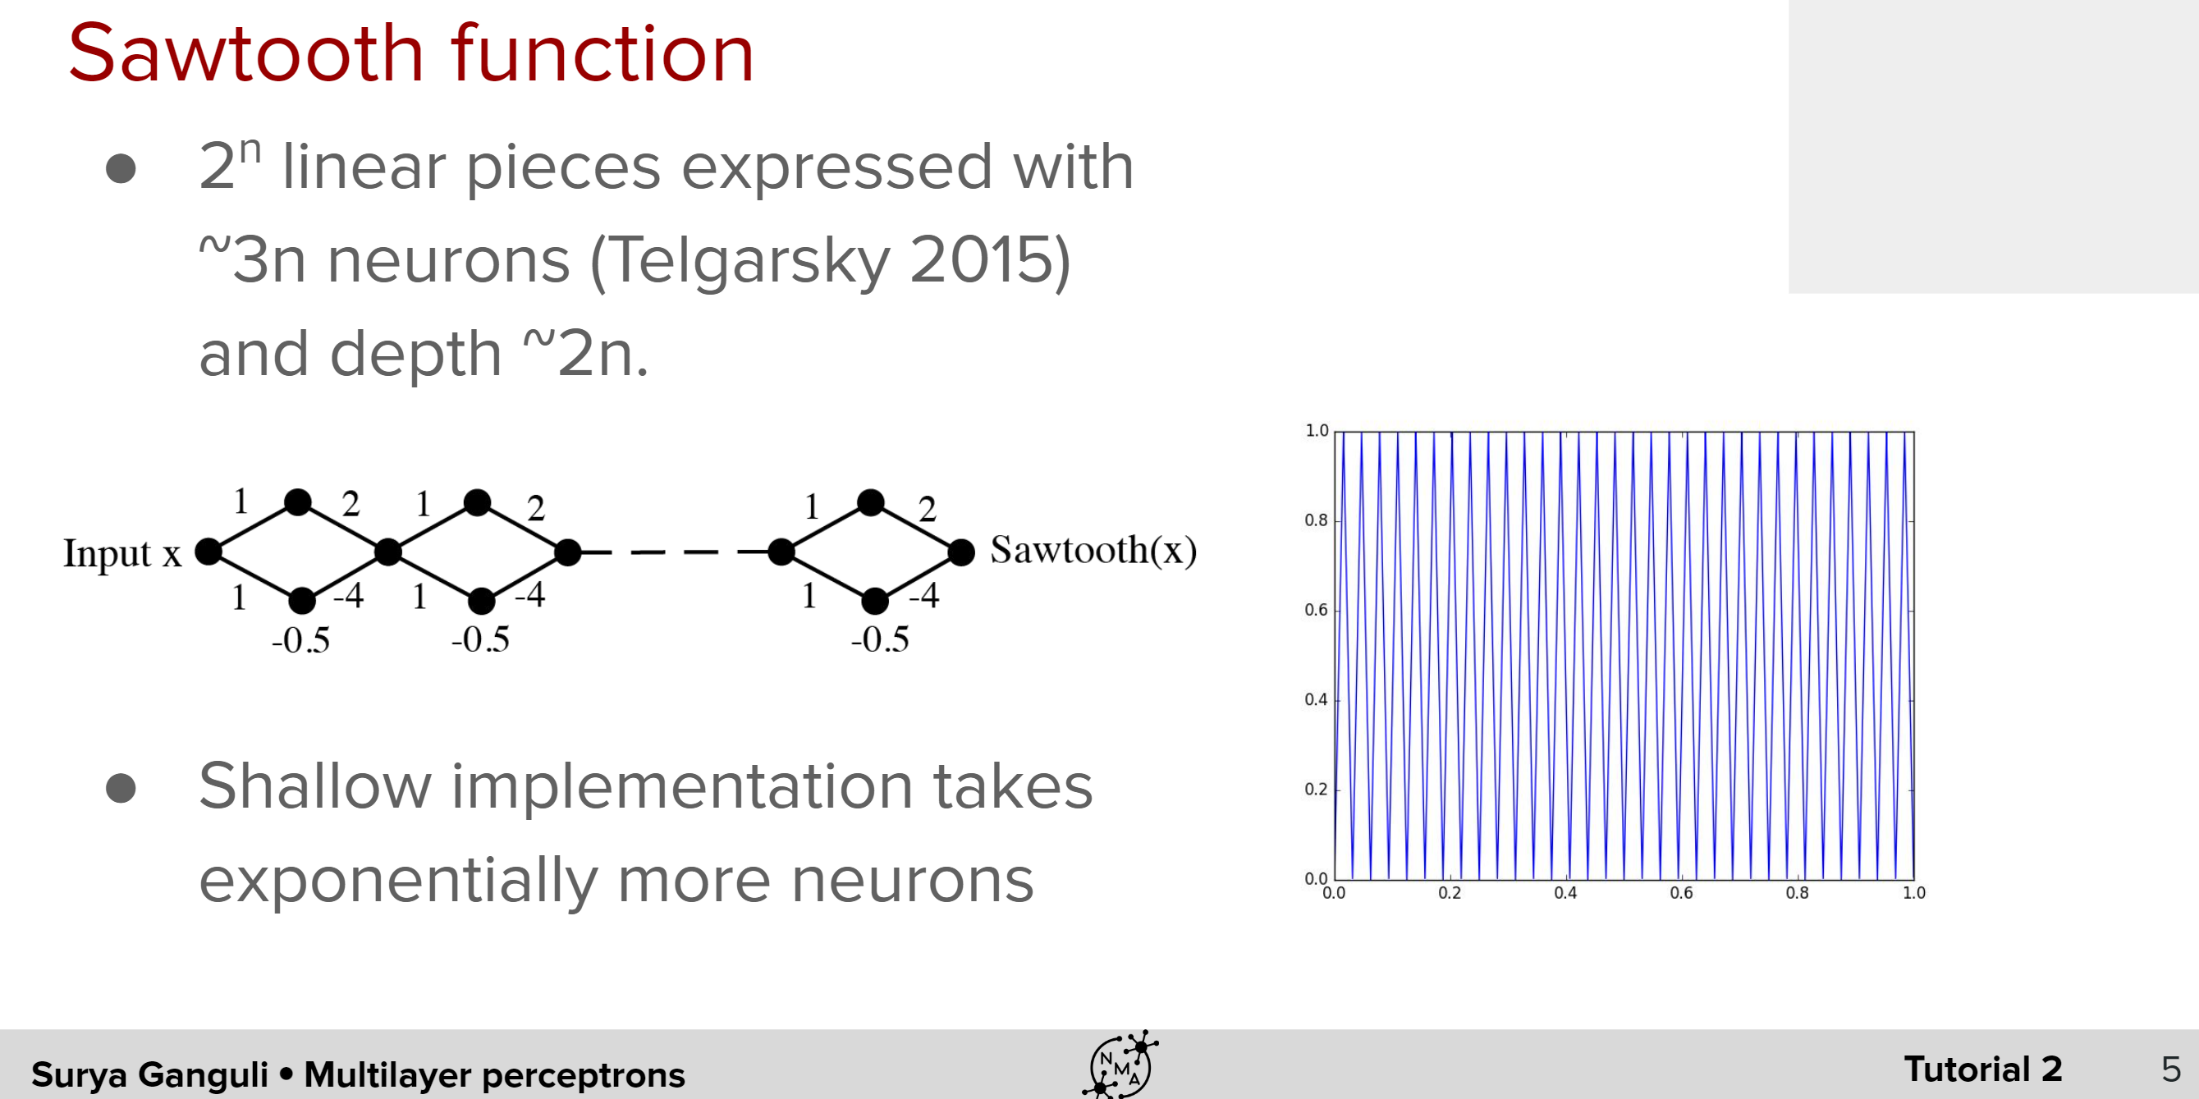 Sawtooth function
● 2ⁿ linear pieces expressed with
~3n neurons (Telgarsky 2015)
and depth ~2n.
1 2 1 2 1 2
Input x Sawtooth(x)
1 -4 1 -4 1 -4
-0.5 -0.5 -0.5
● Shallow implementation takes
exponentially more neurons
1.0
0.8
0.6
0.4
0.2
0.0
0.0 0.2 0.4 0.6 0.8 1.0
Surya Ganguli • Multilayer perceptrons
NMA
Tutorial 2 5